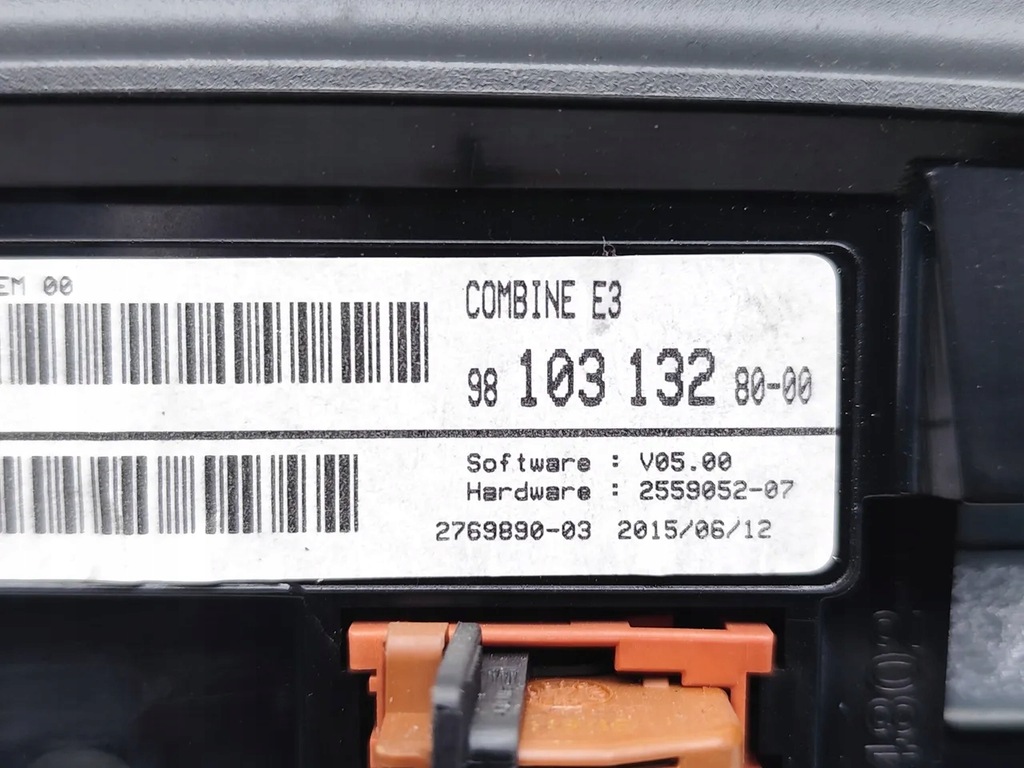 EM 00
COMBINE E3
98 103 132 80-00
Software : V05.00
Hardware : 2559052-07
2769890-03 2015/06/12